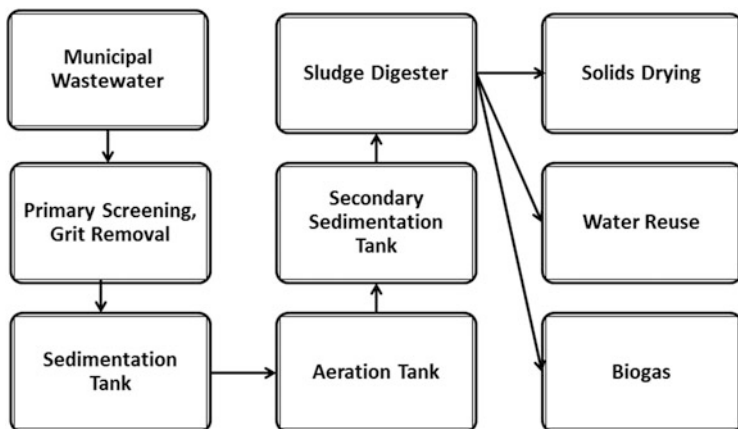 Municipal
Wastewater
Primary Screening,
Grit Removal
Sedimentation
Tank
Aeration Tank
Secondary
Sedimentation
Tank
Sludge Digester
Solids Drying
Water Reuse
Biogas